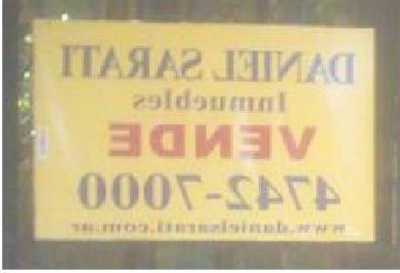 DANIEL SARATI
Inmuebles
VENDE
4742-7000
www.danielsarati.com.ar